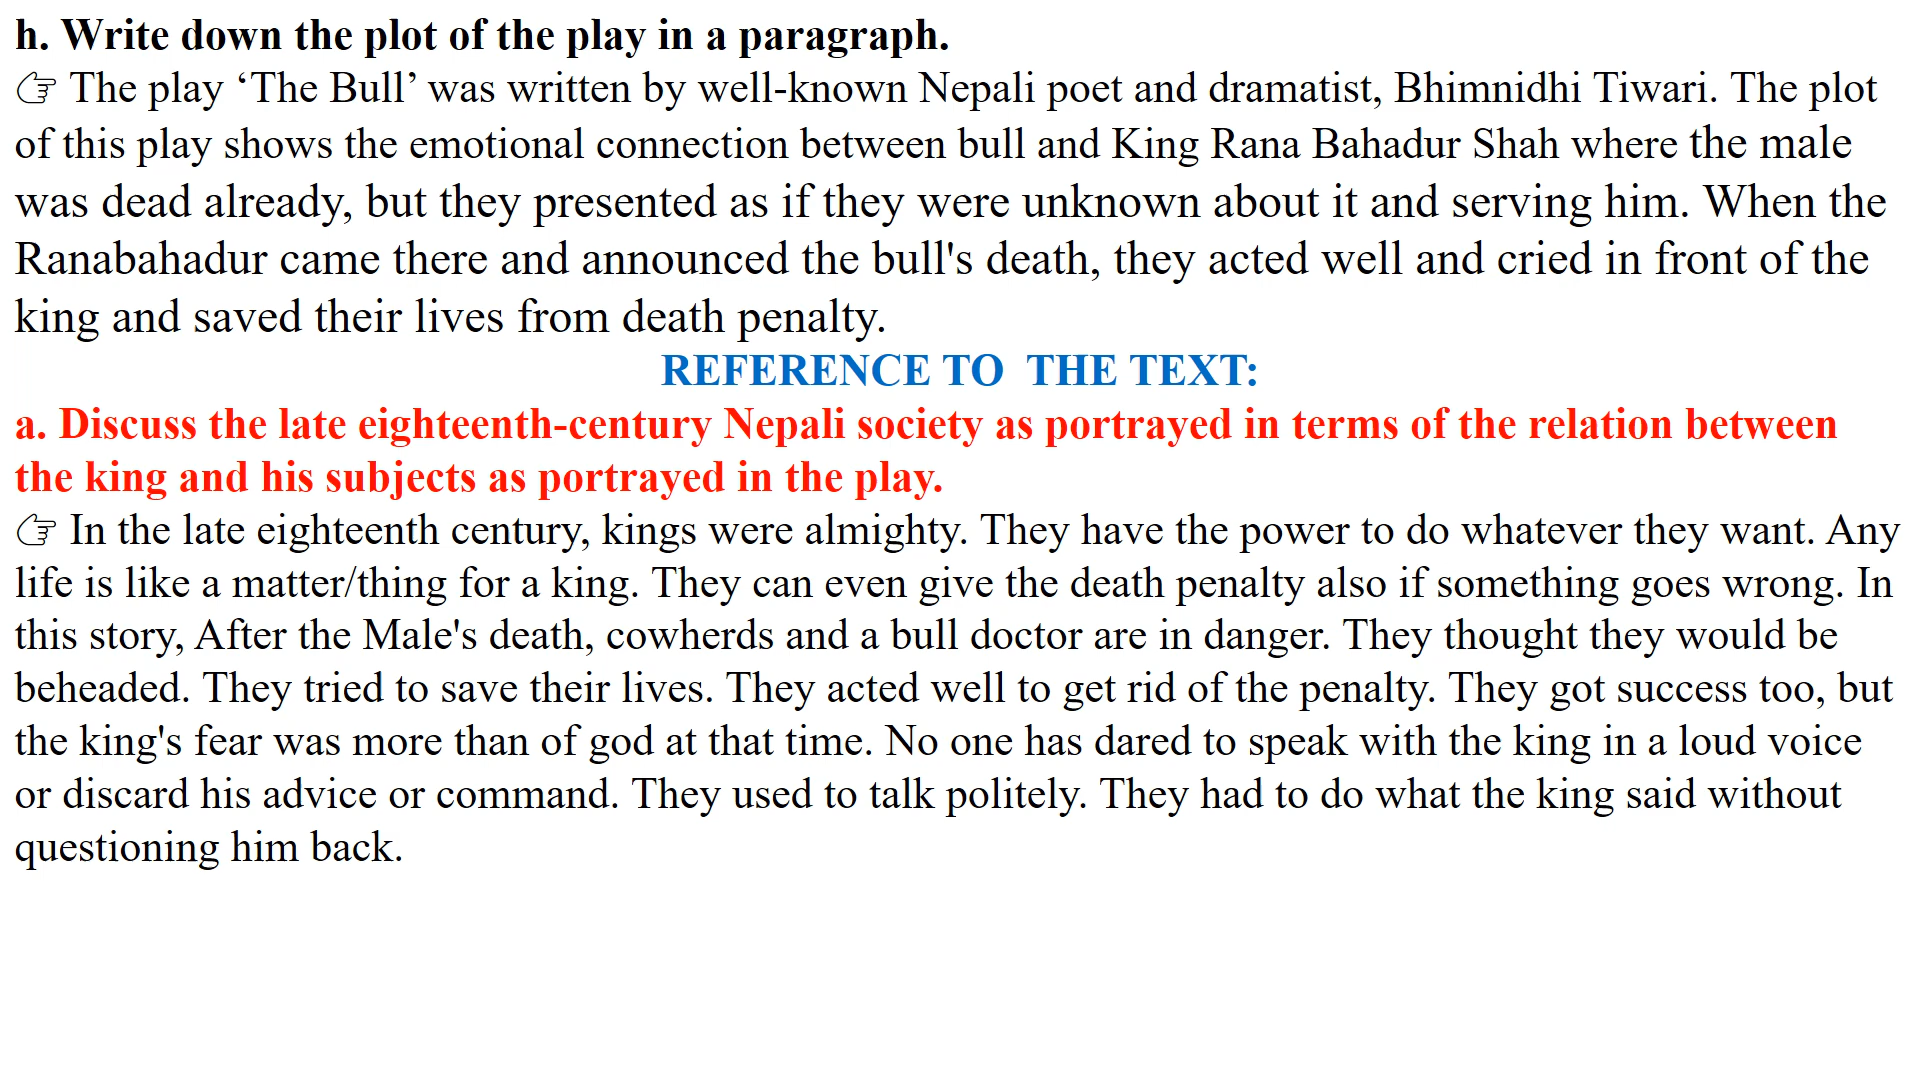 h. Write down the plot of the play in a paragraph.
☞ The play ‘The Bull’ was written by well-known Nepali poet and dramatist, Bhimnidhi Tiwari. The plot
of this play shows the emotional connection between bull and King Rana Bahadur Shah where the male
was dead already, but they presented as if they were unknown about it and serving him. When the
Ranabahadur came there and announced the bull's death, they acted well and cried in front of the
king and saved their lives from death penalty.
REFERENCE TO  THE TEXT:
a. Discuss the late eighteenth-century Nepali society as portrayed in terms of the relation between
the king and his subjects as portrayed in the play.
☞ In the late eighteenth century, kings were almighty. They have the power to do whatever they want. Any
life is like a matter/thing for a king. They can even give the death penalty also if something goes wrong. In
this story, After the Male's death, cowherds and a bull doctor are in danger. They thought they would be
beheaded. They tried to save their lives. They acted well to get rid of the penalty. They got success too, but
the king's fear was more than of god at that time. No one has dared to speak with the king in a loud voice
or discard his advice or command. They used to talk politely. They had to do what the king said without
questioning him back.